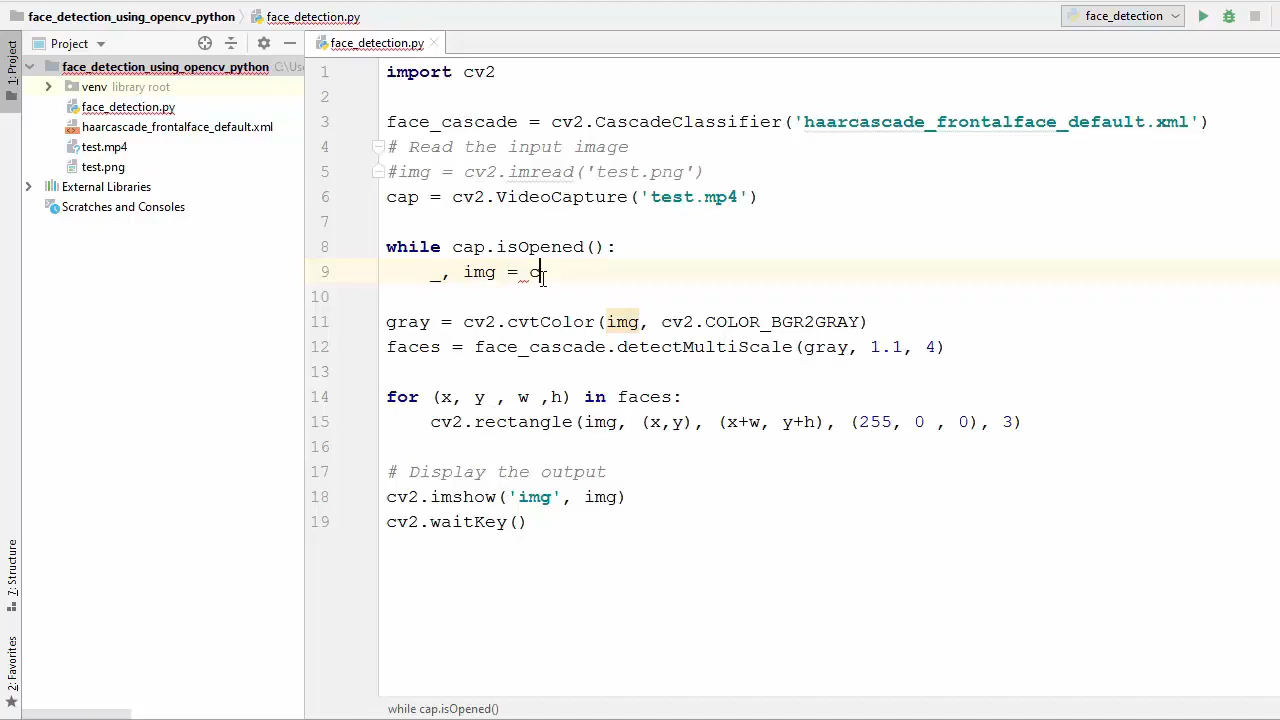 face_detection_using_opencv_python face_detection.py face_detection
1: Project
Project face_detection.py
face_detection_using_opencv_python C:\Use
venv library root
face_detection.py
haarcascade_frontalface_default.xml
test.mp4
test.png
External Libraries
Scratches and Consoles
1 import cv2
2
3 face_cascade = cv2.CascadeClassifier('haarcascade_frontalface_default.xml')
4 # Read the input image
5 #img = cv2.imread('test.png')
6 cap = cv2.VideoCapture('test.mp4')
7
8 while cap.isOpened():
9     _, img = c
10
11 gray = cv2.cvtColor(img, cv2.COLOR_BGR2GRAY)
12 faces = face_cascade.detectMultiScale(gray, 1.1, 4)
13
14 for (x, y , w ,h) in faces:
15     cv2.rectangle(img, (x,y), (x+w, y+h), (255, 0 , 0), 3)
16
17 # Display the output
18 cv2.imshow('img', img)
19 cv2.waitKey()
7: Structure
2: Favorites
while cap.isOpened()